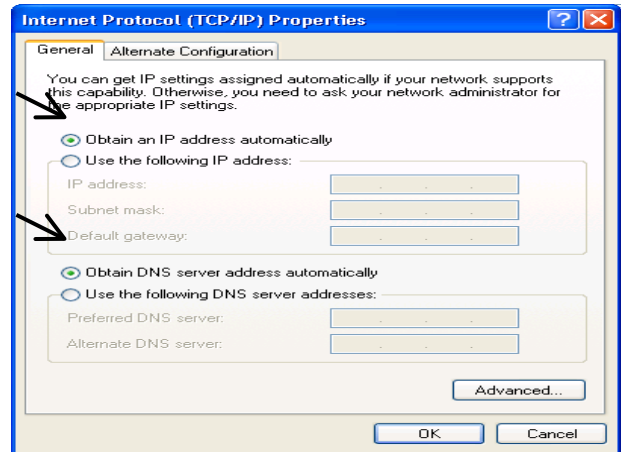 Internet Protocol (TCP/IP) Properties
General
Alternate Configuration
You can get IP settings assigned automatically if your network supports
this capability. Otherwise, you need to ask your network administrator for
the appropriate IP settings.
Obtain an IP address automatically
Use the following IP address:
IP address:
Subnet mask:
Default gateway:
Obtain DNS server address automatically
Use the following DNS server addresses:
Preferred DNS server:
Alternate DNS server:
Advanced...
OK
Cancel